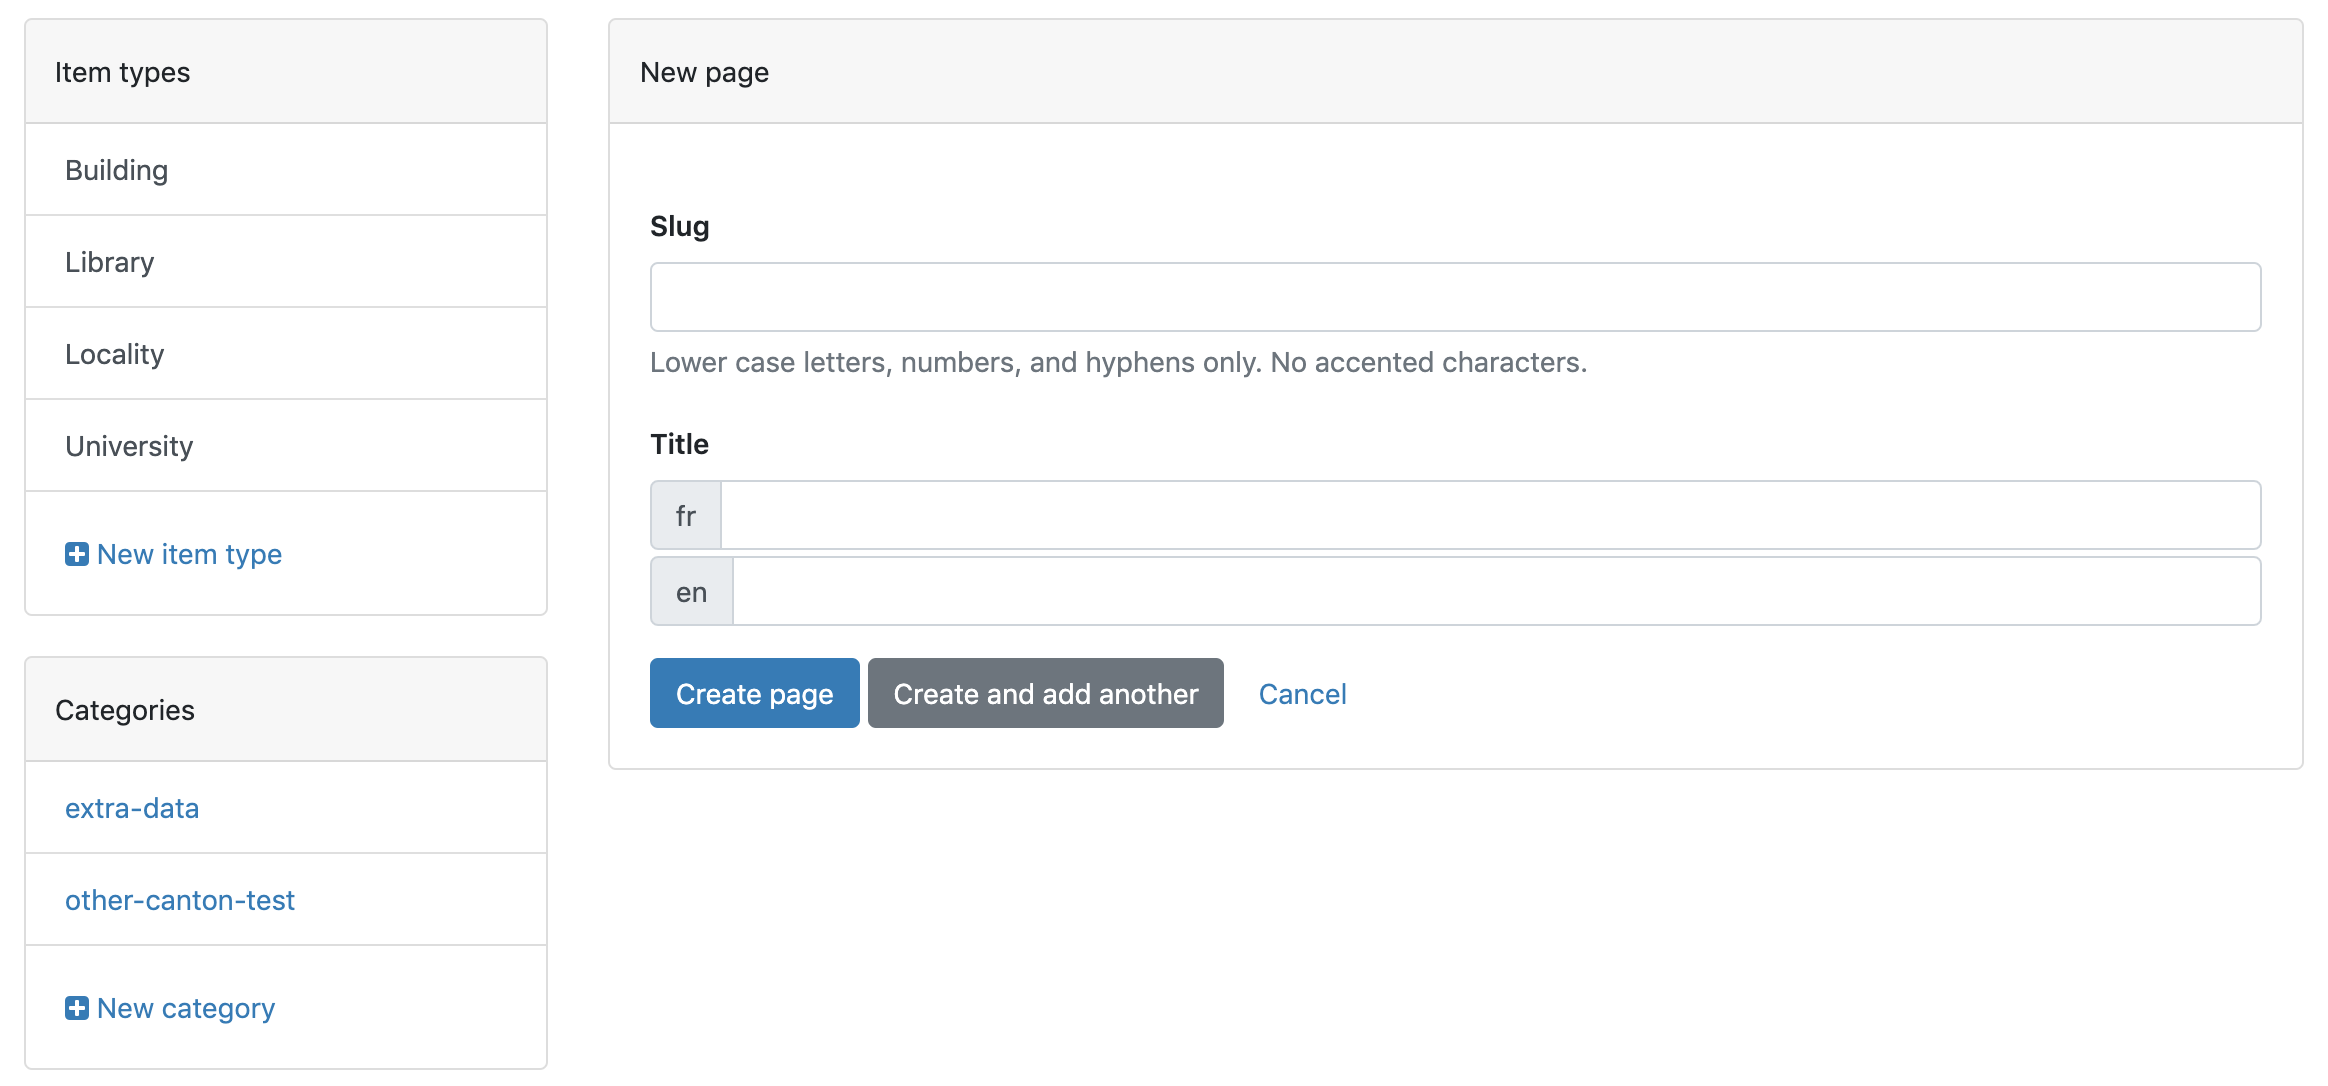 Item types
Building
Library
Locality
University
New item type
Categories
extra-data
other-canton-test
New category
New page
Slug
Lower case letters, numbers, and hyphens only. No accented characters.
Title
fr
en
Create page
Create and add another
Cancel